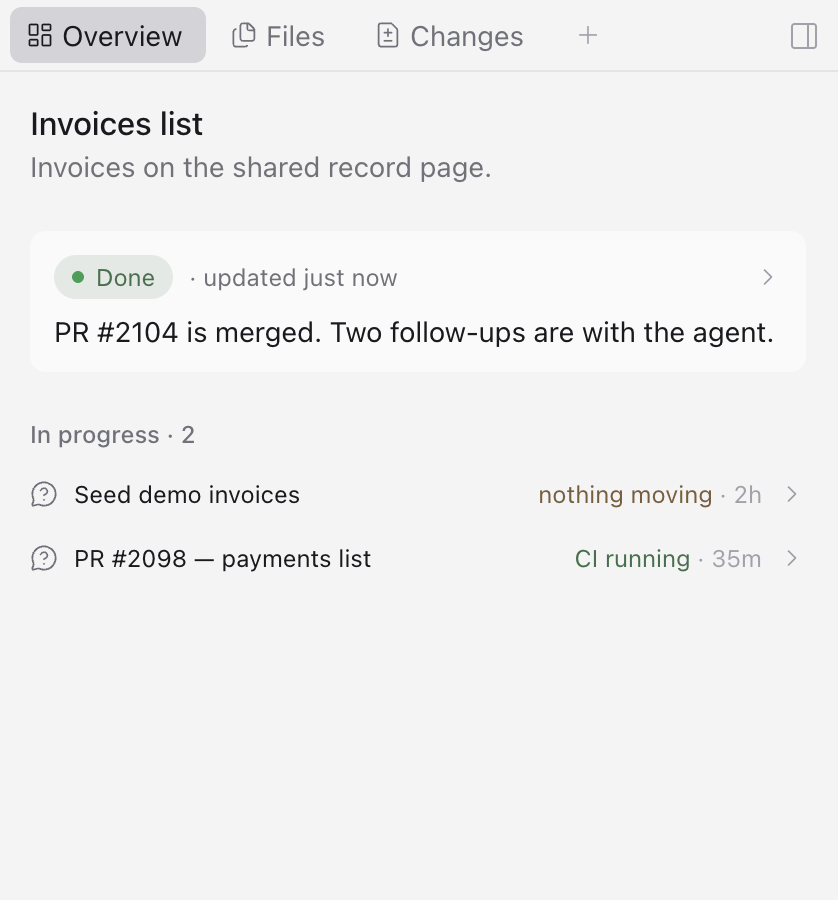 Overview Files Changes
Invoices list
Invoices on the shared record page.
Done · updated just now
PR #2104 is merged. Two follow-ups are with the agent.
In progress · 2
Seed demo invoices nothing moving · 2h
PR #2098 — payments list CI running · 35m